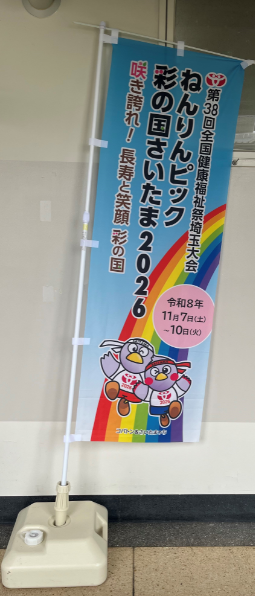 第38回全国健康福祉祭埼玉大会
ねんりんピック
彩の国さいたま2026
咲き誇れ！ 長寿と笑顔 彩の国
令和8年
11月7日(土)
~10日(火)